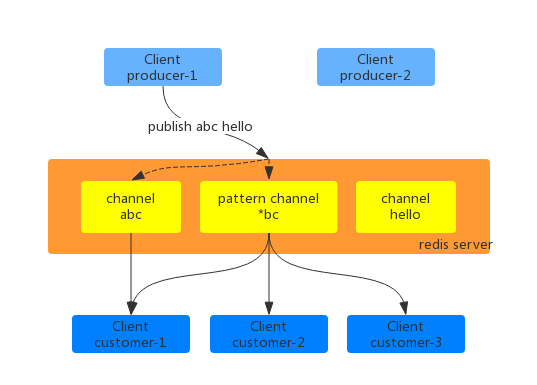 Client
producer-1
Client
producer-2
publish abc hello
channel
abc
pattern channel
*bc
channel
hello
redis server
Client
customer-1
Client
customer-2
Client
customer-3